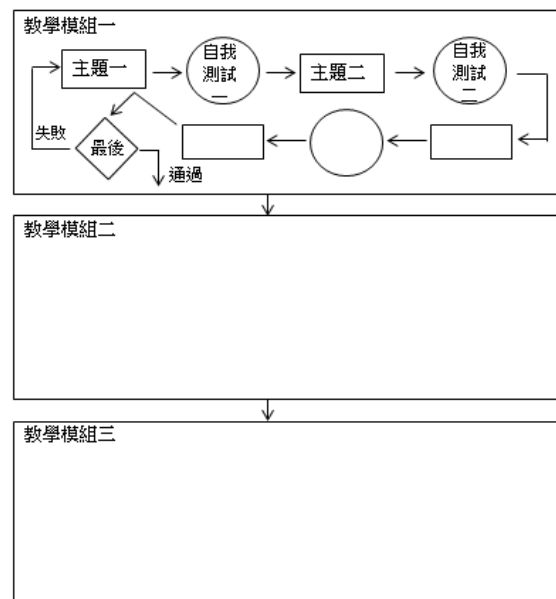 教學模組一
主題一
自我
測試
一
主題二
自我
測試
二
失敗
最後
通過
教學模組二
教學模組三